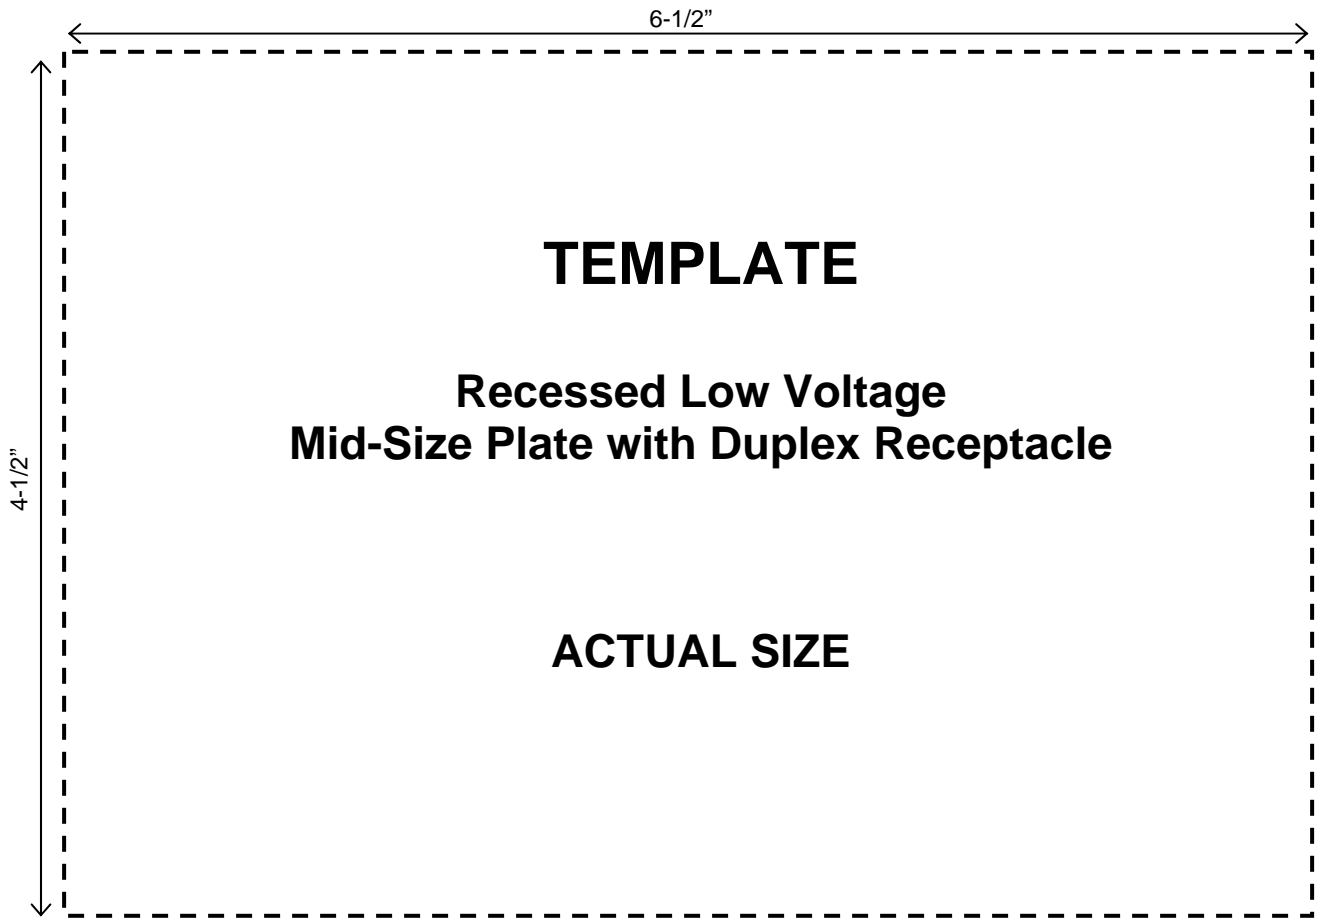 6-1/2”
4-1/2”
TEMPLATE
Recessed Low Voltage
Mid-Size Plate with Duplex Receptacle
ACTUAL SIZE